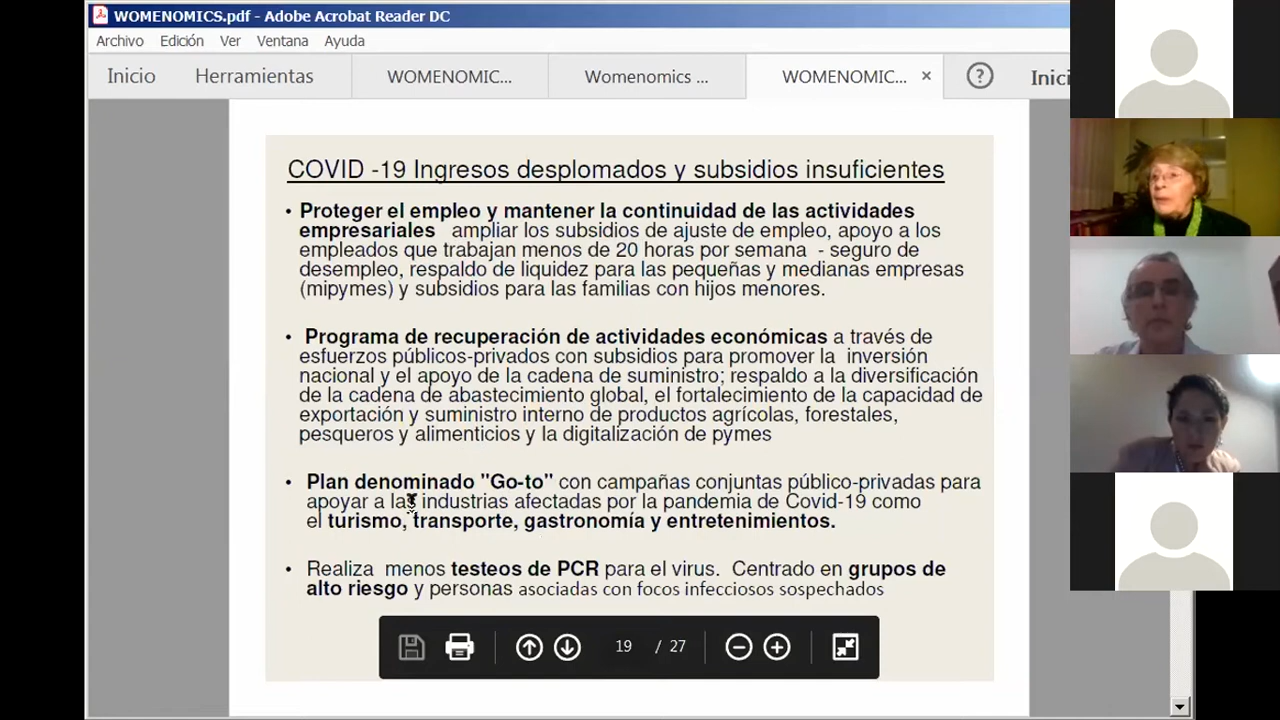 WOMENOMICS.pdf - Adobe Acrobat Reader DC
Archivo Edición Ver Ventana Ayuda
Inicio Herramientas WOMENOMIC... Womenomics ... WOMENOMIC... × ? Inici
COVID -19 Ingresos desplomados y subsidios insuficientes
• Proteger el empleo y mantener la continuidad de las actividades
empresariales ampliar los subsidios de ajuste de empleo, apoyo a los
empleados que trabajan menos de 20 horas por semana - seguro de
desempleo, respaldo de liquidez para las pequeñas y medianas empresas
(mipymes) y subsidios para las familias con hijos menores.
• Programa de recuperación de actividades económicas a través de
esfuerzos públicos-privados con subsidios para promover la inversión
nacional y el apoyo de la cadena de suministro; respaldo a la diversificación
de la cadena de abastecimiento global, el fortalecimiento de la capacidad de
exportación y suministro interno de productos agrícolas, forestales,
pesqueros y alimenticios y la digitalización de pymes
• Plan denominado "Go-to" con campañas conjuntas público-privadas para
apoyar a las industrias afectadas por la pandemia de Covid-19 como
el turismo, transporte, gastronomía y entretenimientos.
• Realiza menos testeos de PCR para el virus. Centrado en grupos de
alto riesgo y personas asociadas con focos infecciosos sospechados
19 / 27